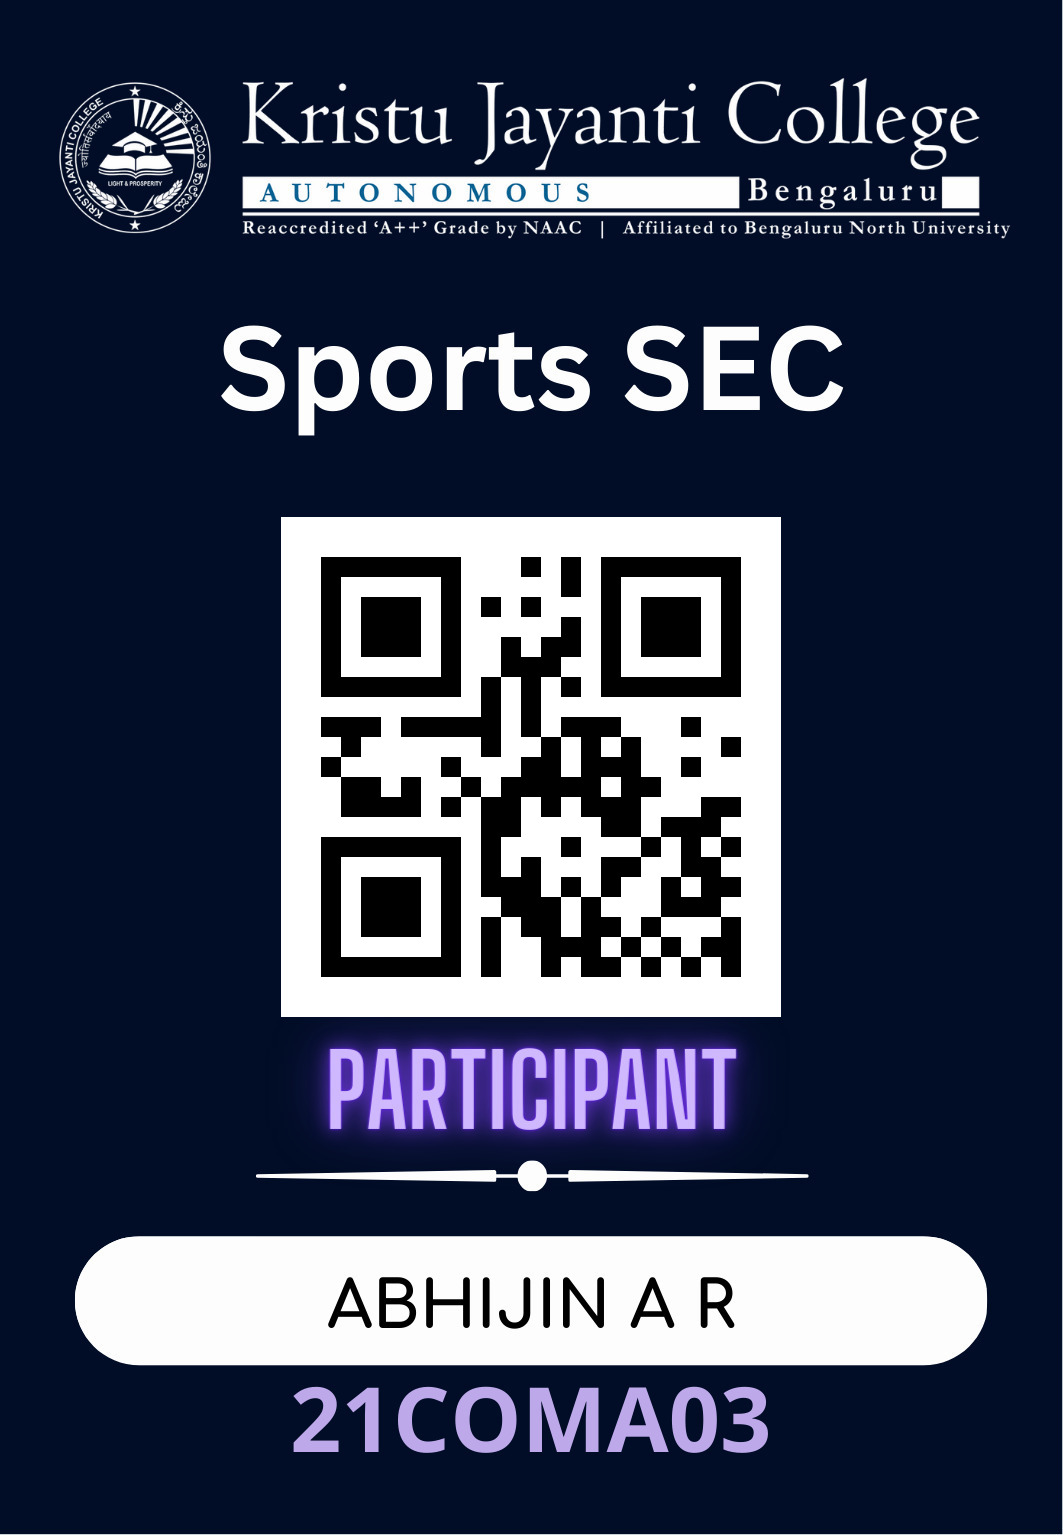 KRISTU JAYANTI COLLEGE
ಕ್ರಿಸ್ತು ಜಯಂತಿ ಕಾಲೇಜು
LIGHT & PROSPERITY
Kristu Jayanti College
AUTONOMOUS Bengaluru
Reaccredited ‘A++’ Grade by NAAC | Affiliated to Bengaluru North University
Sports SEC
PARTICIPANT
ABHIJIN A R
21COMA03